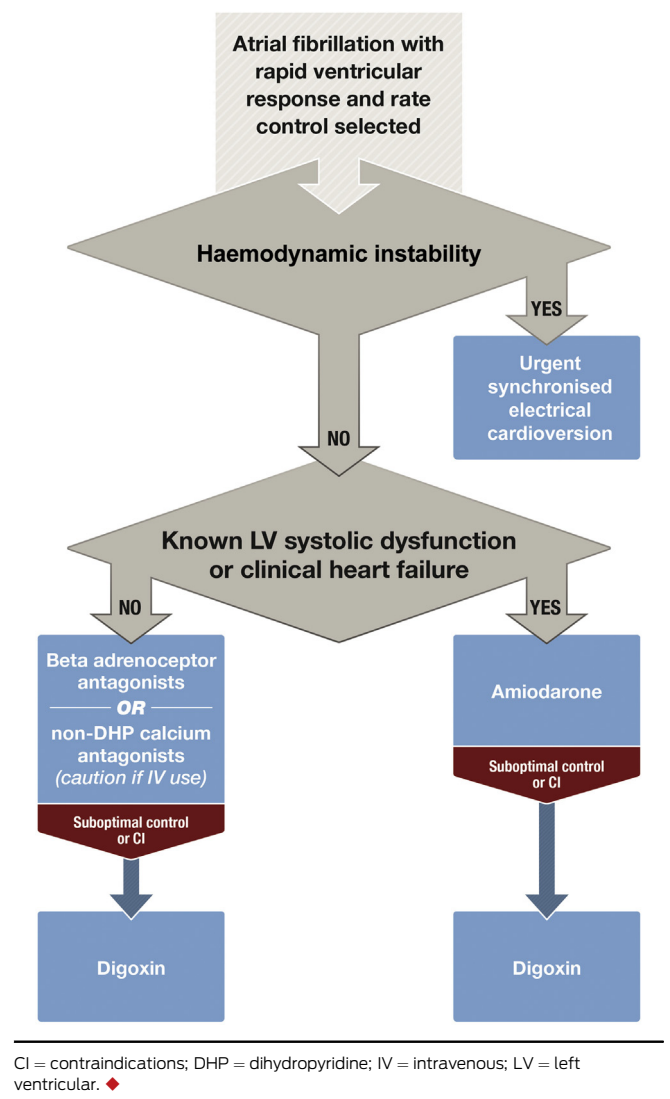 Atrial fibrillation with
rapid ventricular
response and rate
control selected
Haemodynamic instability
YES
Urgent
synchronised
electrical
cardioversion
NO
Known LV systolic dysfunction
or clinical heart failure
NO
YES
Beta adrenoceptor
antagonists
OR
non-DHP calcium
antagonists
(caution if IV use)
Amiodarone
Suboptimal control
or CI
Suboptimal control
or CI
Digoxin
Digoxin
CI = contraindications; DHP = dihydropyridine; IV = intravenous; LV = left
ventricular.